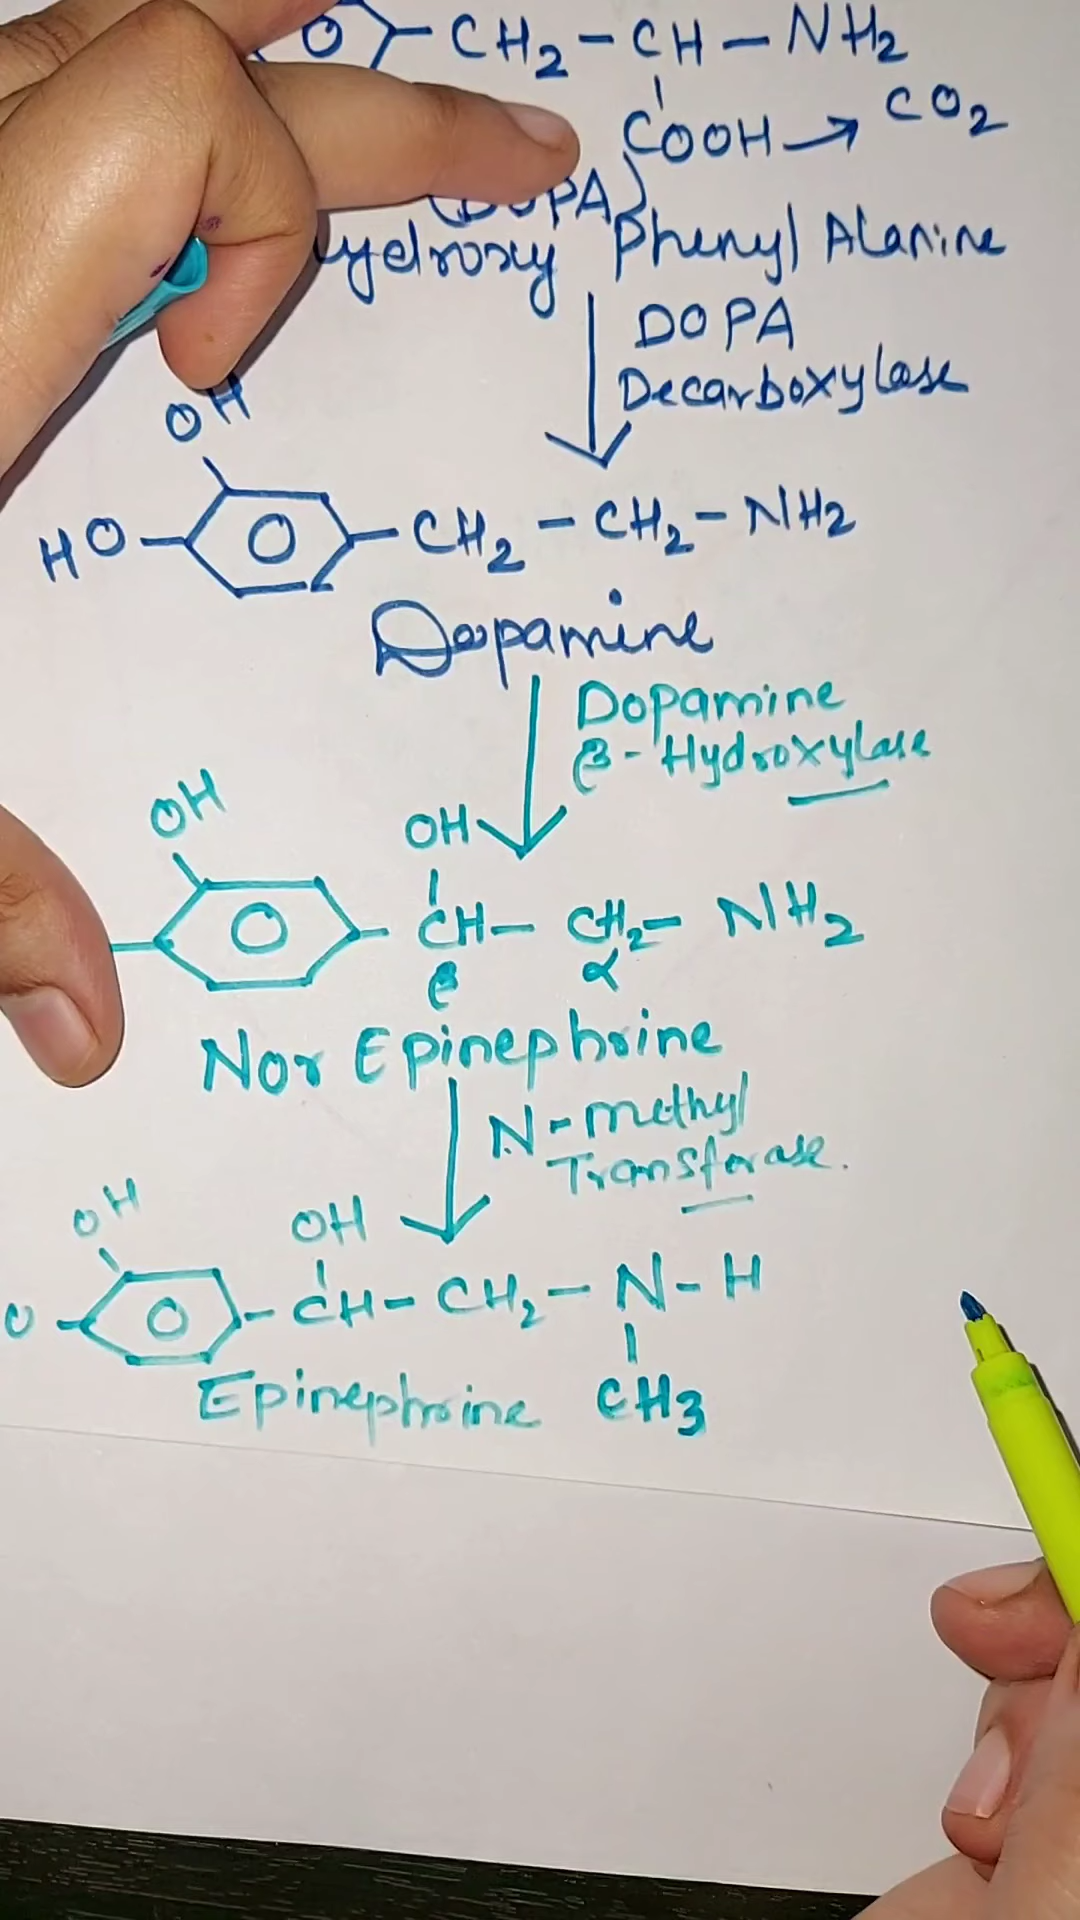 CH2 - CH - NH2
COOH → CO2
(DOPA)
ydroxy Phenyl Alanine
DOPA
Decarboxylase
OH
HO - CH2 - CH2 - NH2
Dopamine
Dopamine
β-Hydroxylase
OH
OH
CH - CH2 - NH2
β α
Nor Epinephrine
N-methyl
Transferase.
OH
OH
O - CH - CH2 - N - H
Epinephrine CH3